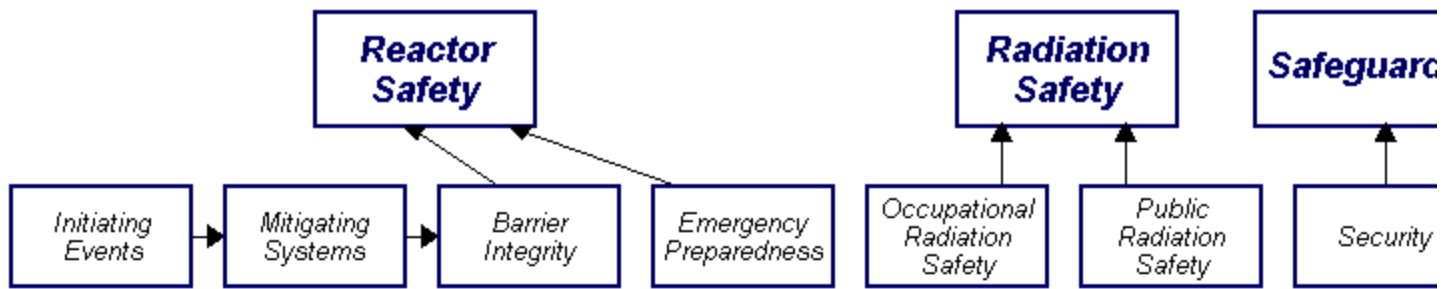 Reactor
Safety
Radiation
Safety
Safeguard
Initiating
Events
Mitigating
Systems
Barrier
Integrity
Emergency
Preparedness
Occupational
Radiation
Safety
Public
Radiation
Safety
Security